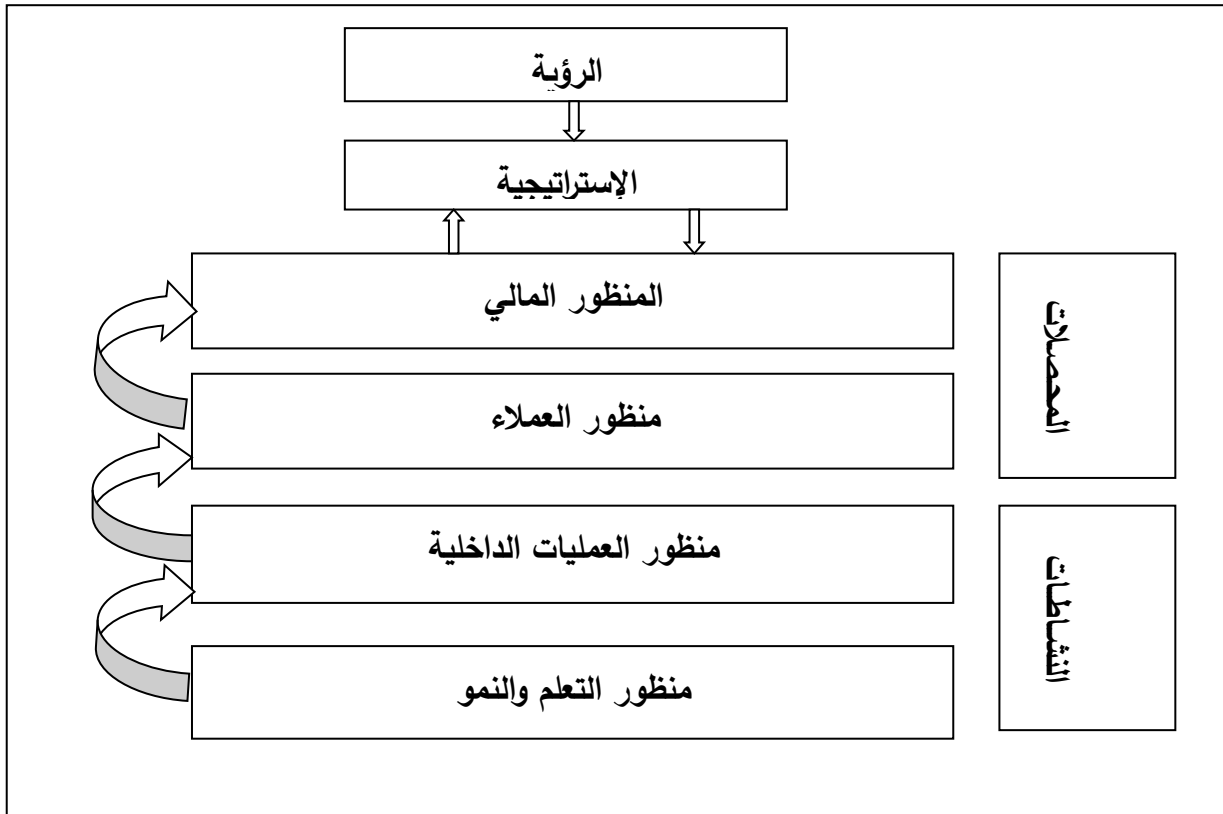 الرؤية
الإستراتيجية
المنظور المالي
منظور العملاء
المحصلات
منظور العمليات الداخلية
منظور التعلم والنمو
النشاطات